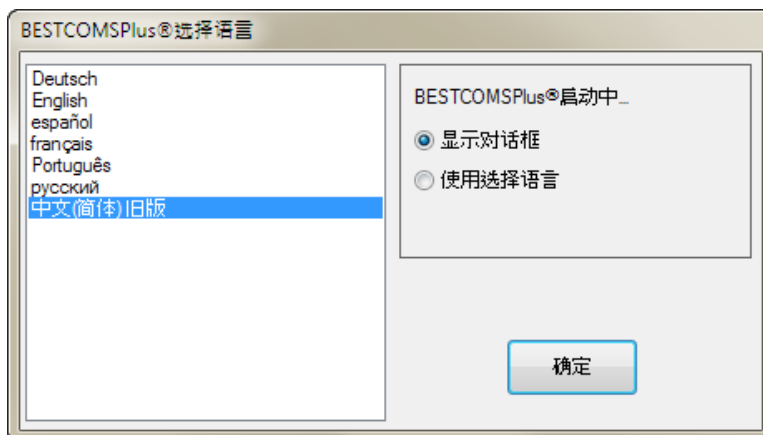 BESTCOMSPlus®选择语言
Deutsch
English
español
français
Português
русский
中文(简体) 旧版
BESTCOMSPlus®启动中...
显示对话框
使用选择语言
确定